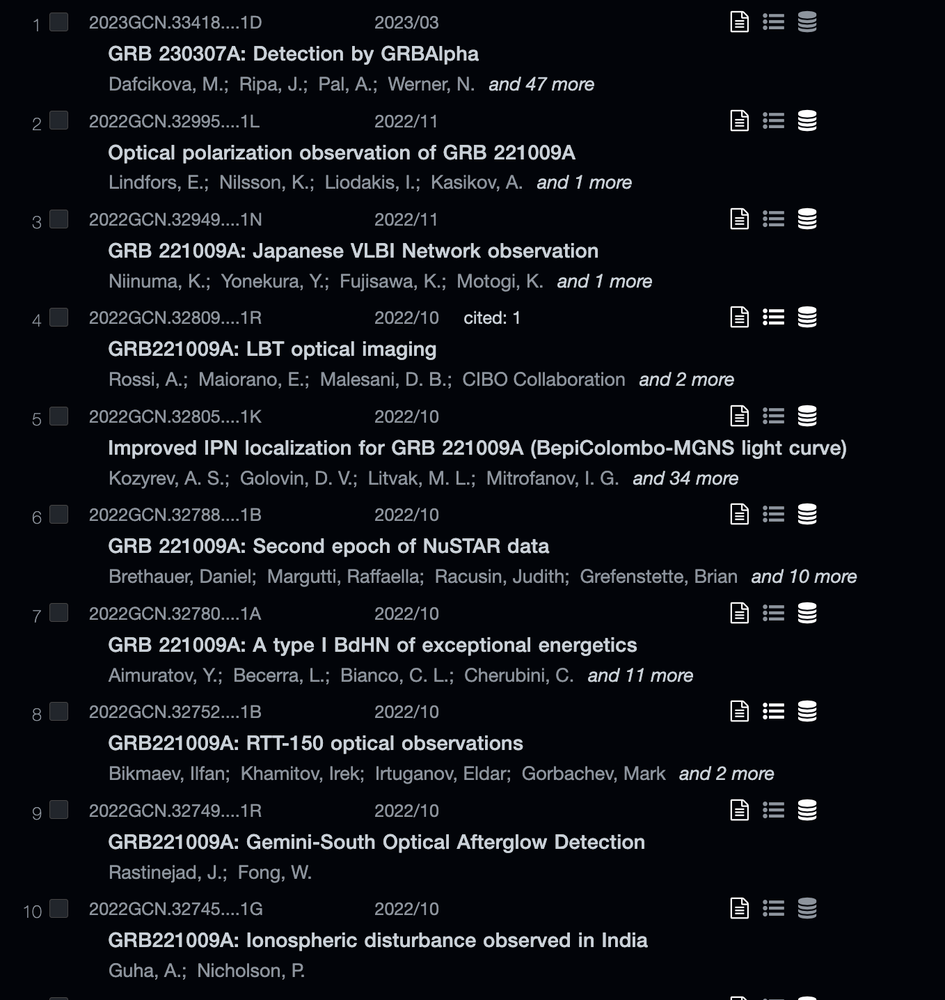 1 2023GCN.33418....1D 2023/03
GRB 230307A: Detection by GRBAlpha
Dafcikova, M.; Ripa, J.; Pal, A.; Werner, N. and 47 more
2 2022GCN.32995....1L 2022/11
Optical polarization observation of GRB 221009A
Lindfors, E.; Nilsson, K.; Liodakis, I.; Kasikov, A. and 1 more
3 2022GCN.32949....1N 2022/11
GRB 221009A: Japanese VLBI Network observation
Niinuma, K.; Yonekura, Y.; Fujisawa, K.; Motogi, K. and 1 more
4 2022GCN.32809....1R 2022/10 cited: 1
GRB221009A: LBT optical imaging
Rossi, A.; Maiorano, E.; Malesani, D. B.; CIBO Collaboration and 2 more
5 2022GCN.32805....1K 2022/10
Improved IPN localization for GRB 221009A (BepiColombo-MGNS light curve)
Kozyrev, A. S.; Golovin, D. V.; Litvak, M. L.; Mitrofanov, I. G. and 34 more
6 2022GCN.32788....1B 2022/10
GRB 221009A: Second epoch of NuSTAR data
Brethauer, Daniel; Margutti, Raffaella; Racusin, Judith; Grefenstette, Brian and 10 more
7 2022GCN.32780....1A 2022/10
GRB 221009A: A type I BdHN of exceptional energetics
Aimuratov, Y.; Becerra, L.; Bianco, C. L.; Cherubini, C. and 11 more
8 2022GCN.32752....1B 2022/10
GRB221009A: RTT-150 optical observations
Bikmaev, Ilfan; Khamitov, Irek; Irtuganov, Eldar; Gorbachev, Mark and 2 more
9 2022GCN.32749....1R 2022/10
GRB221009A: Gemini-South Optical Afterglow Detection
Rastinejad, J.; Fong, W.
10 2022GCN.32745....1G 2022/10
GRB221009A: Ionospheric disturbance observed in India
Guha, A.; Nicholson, P.